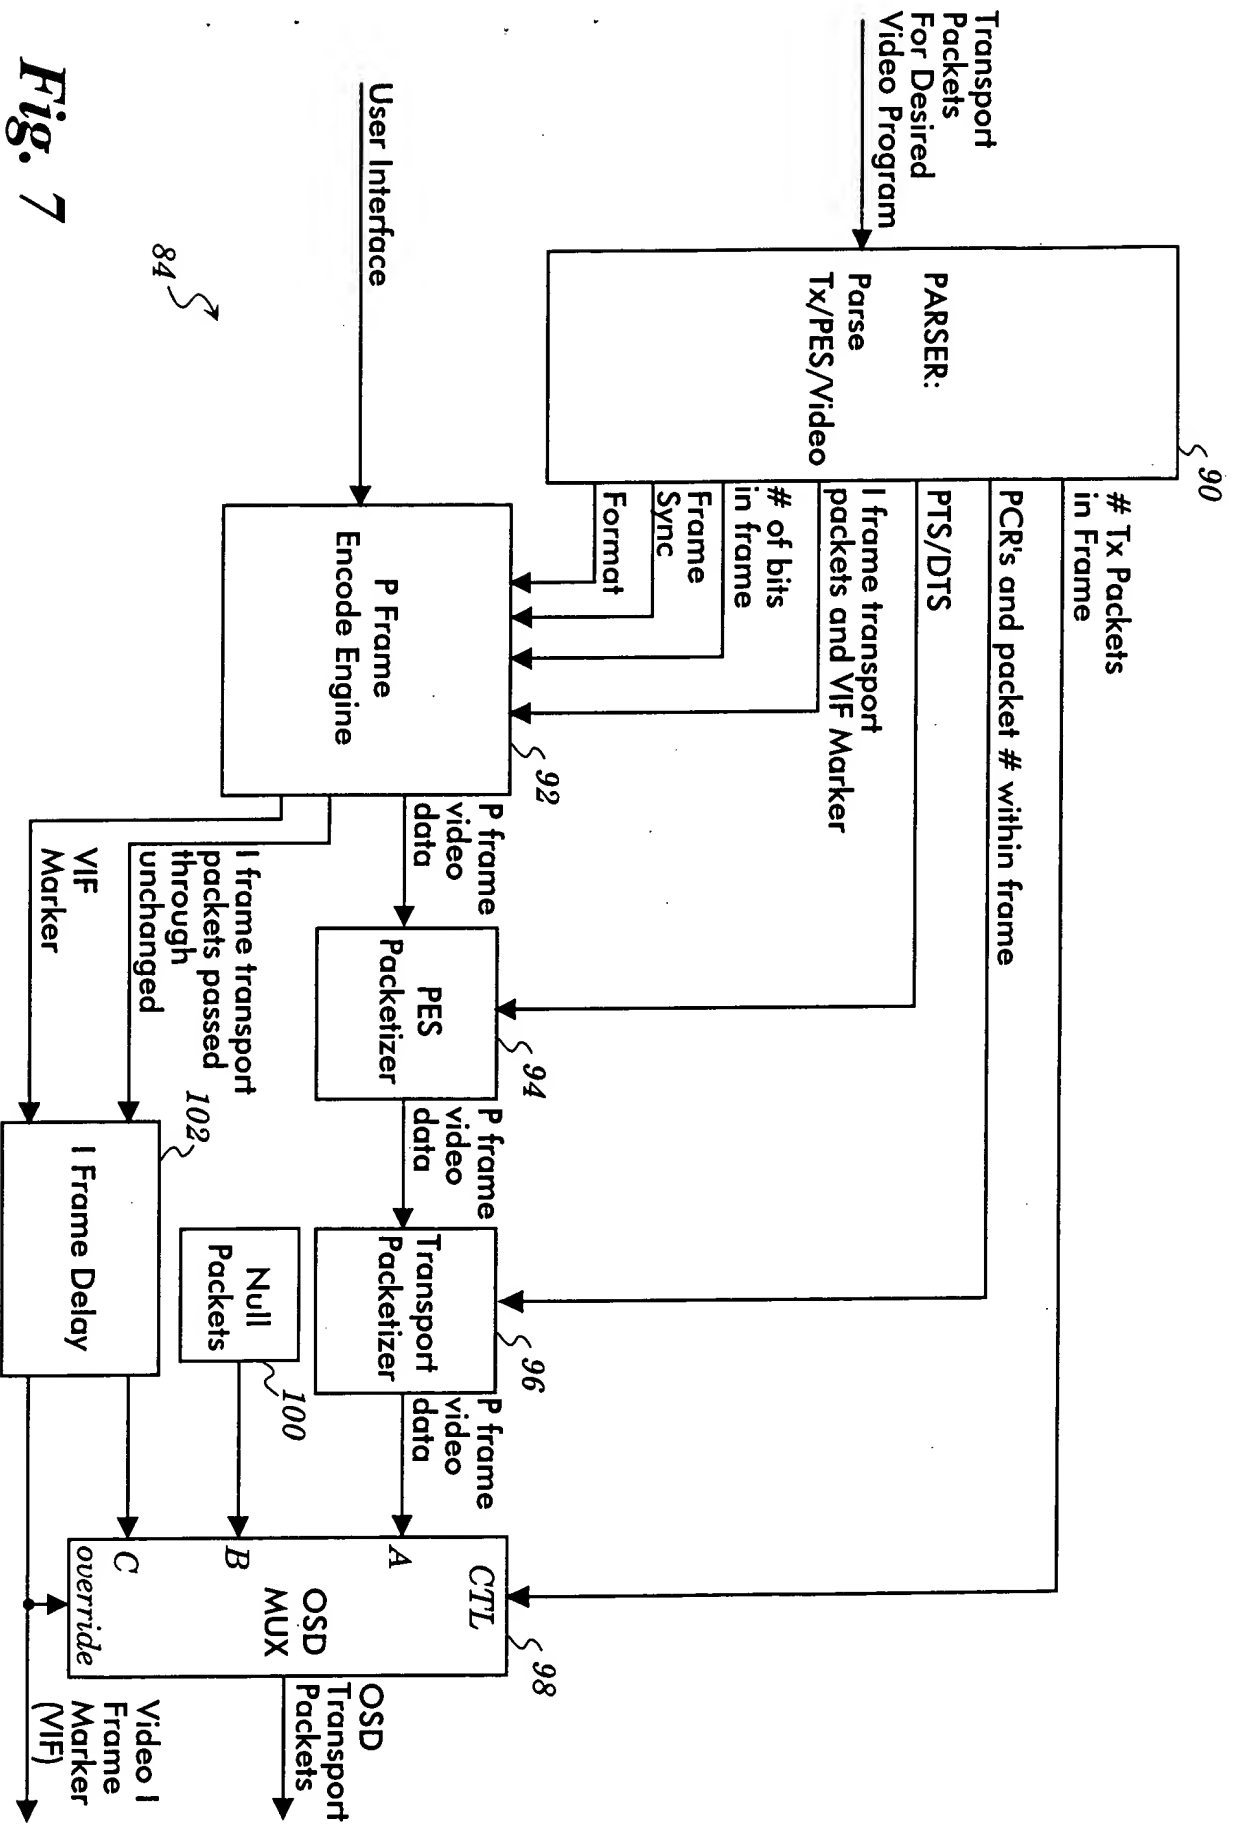 Transport
Packets
For Desired
Video Program
PARSER:
Parse
Tx/PES/Video
90
# Tx Packets
in Frame
PCR's and packet # within frame
PTS/DTS
I frame transport
packets and VIF Marker
# of bits
in frame
Frame
Sync
Format
User Interface
84
P Frame
Encode Engine
92
P frame
video
data
PES
Packetizer
94
P frame
video
data
Transport
Packetizer
96
P frame
video
data
I frame transport
packets passed
through
unchanged
VIF
Marker
102
I Frame Delay
Null
Packets
100
CTL
A
B
C
override
OSD
MUX
98
OSD
Transport
Packets
Video I
Frame
Marker
(VIF)
Fig. 7